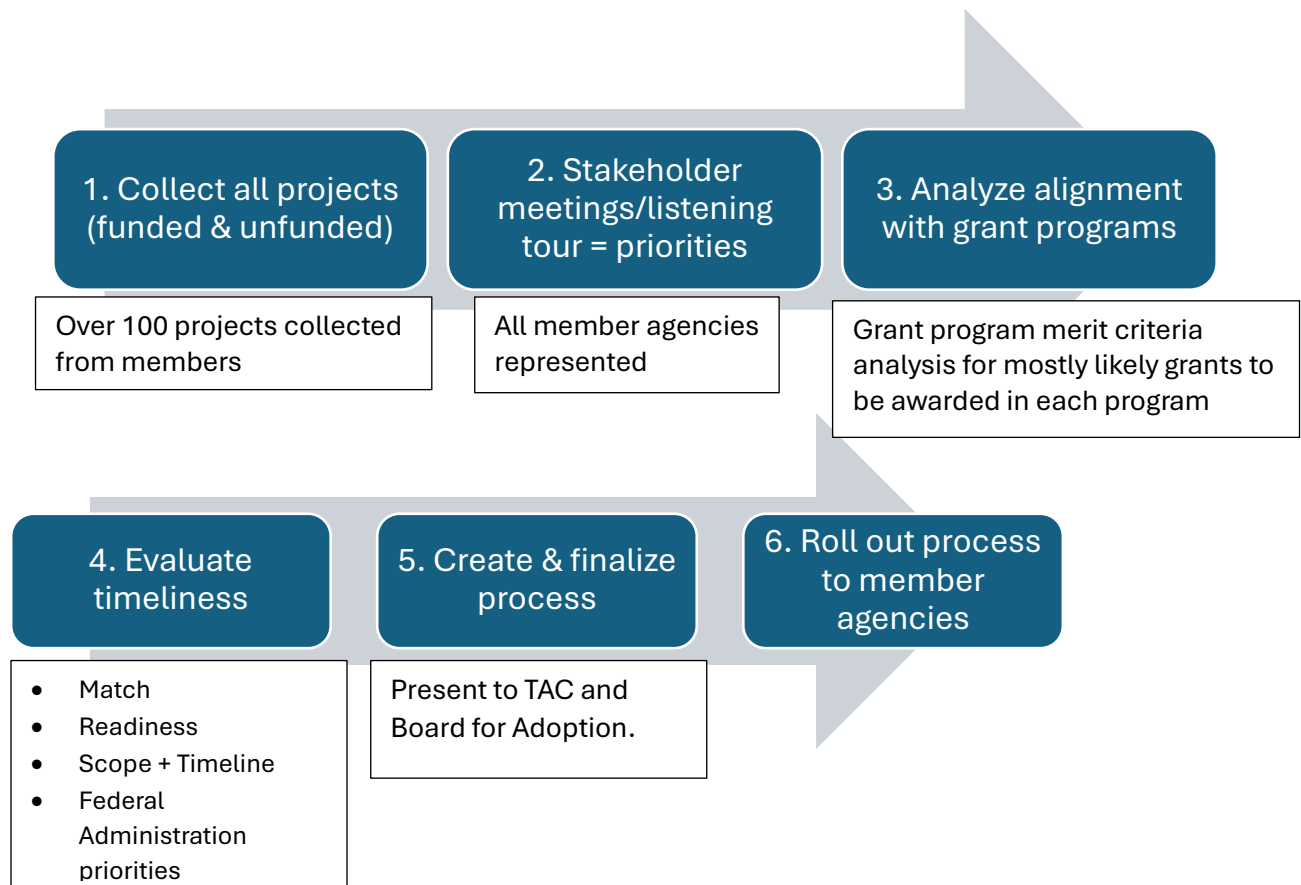 1. Collect all projects
(funded & unfunded)
2. Stakeholder
meetings/listening
tour = priorities
3. Analyze alignment
with grant programs
Over 100 projects collected
from members
All member agencies
represented
Grant program merit criteria
analysis for mostly likely grants to
be awarded in each program
4. Evaluate
timeliness
5. Create & finalize
process
6. Roll out process
to member
agencies
• Match
• Readiness
• Scope + Timeline
• Federal
Administration
priorities
Present to TAC and
Board for Adoption.